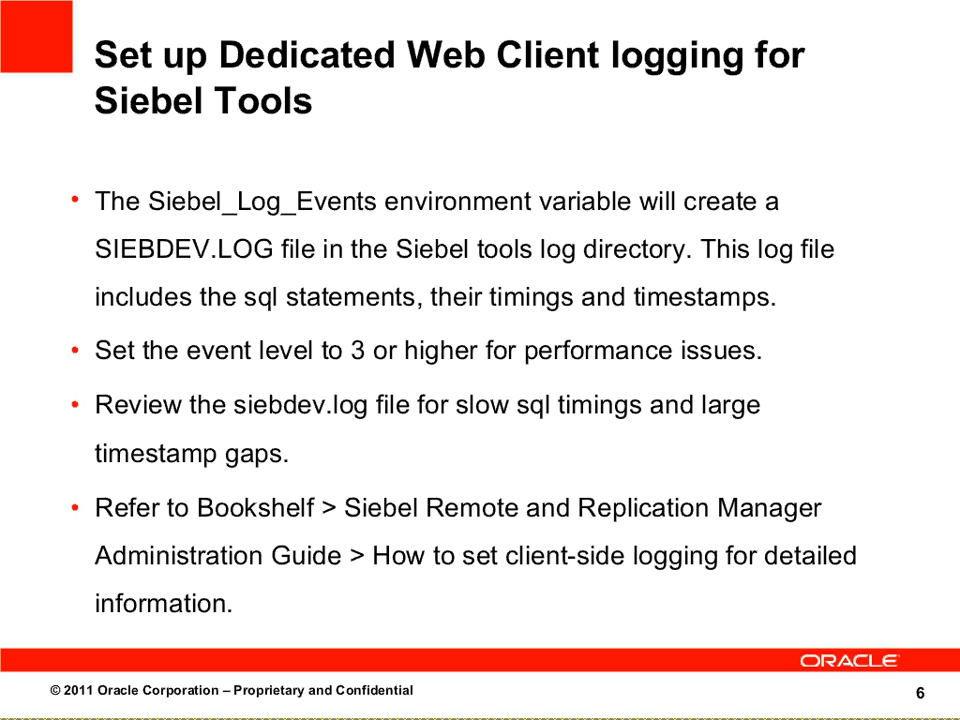 Set up Dedicated Web Client logging for
Siebel Tools
• The Siebel_Log_Events environment variable will create a
SIEBDEV.LOG file in the Siebel tools log directory. This log file
includes the sql statements, their timings and timestamps.
• Set the event level to 3 or higher for performance issues.
• Review the siebdev.log file for slow sql timings and large
timestamp gaps.
• Refer to Bookshelf > Siebel Remote and Replication Manager
Administration Guide > How to set client-side logging for detailed
information.
ORACLE
© 2011 Oracle Corporation – Proprietary and Confidential
6